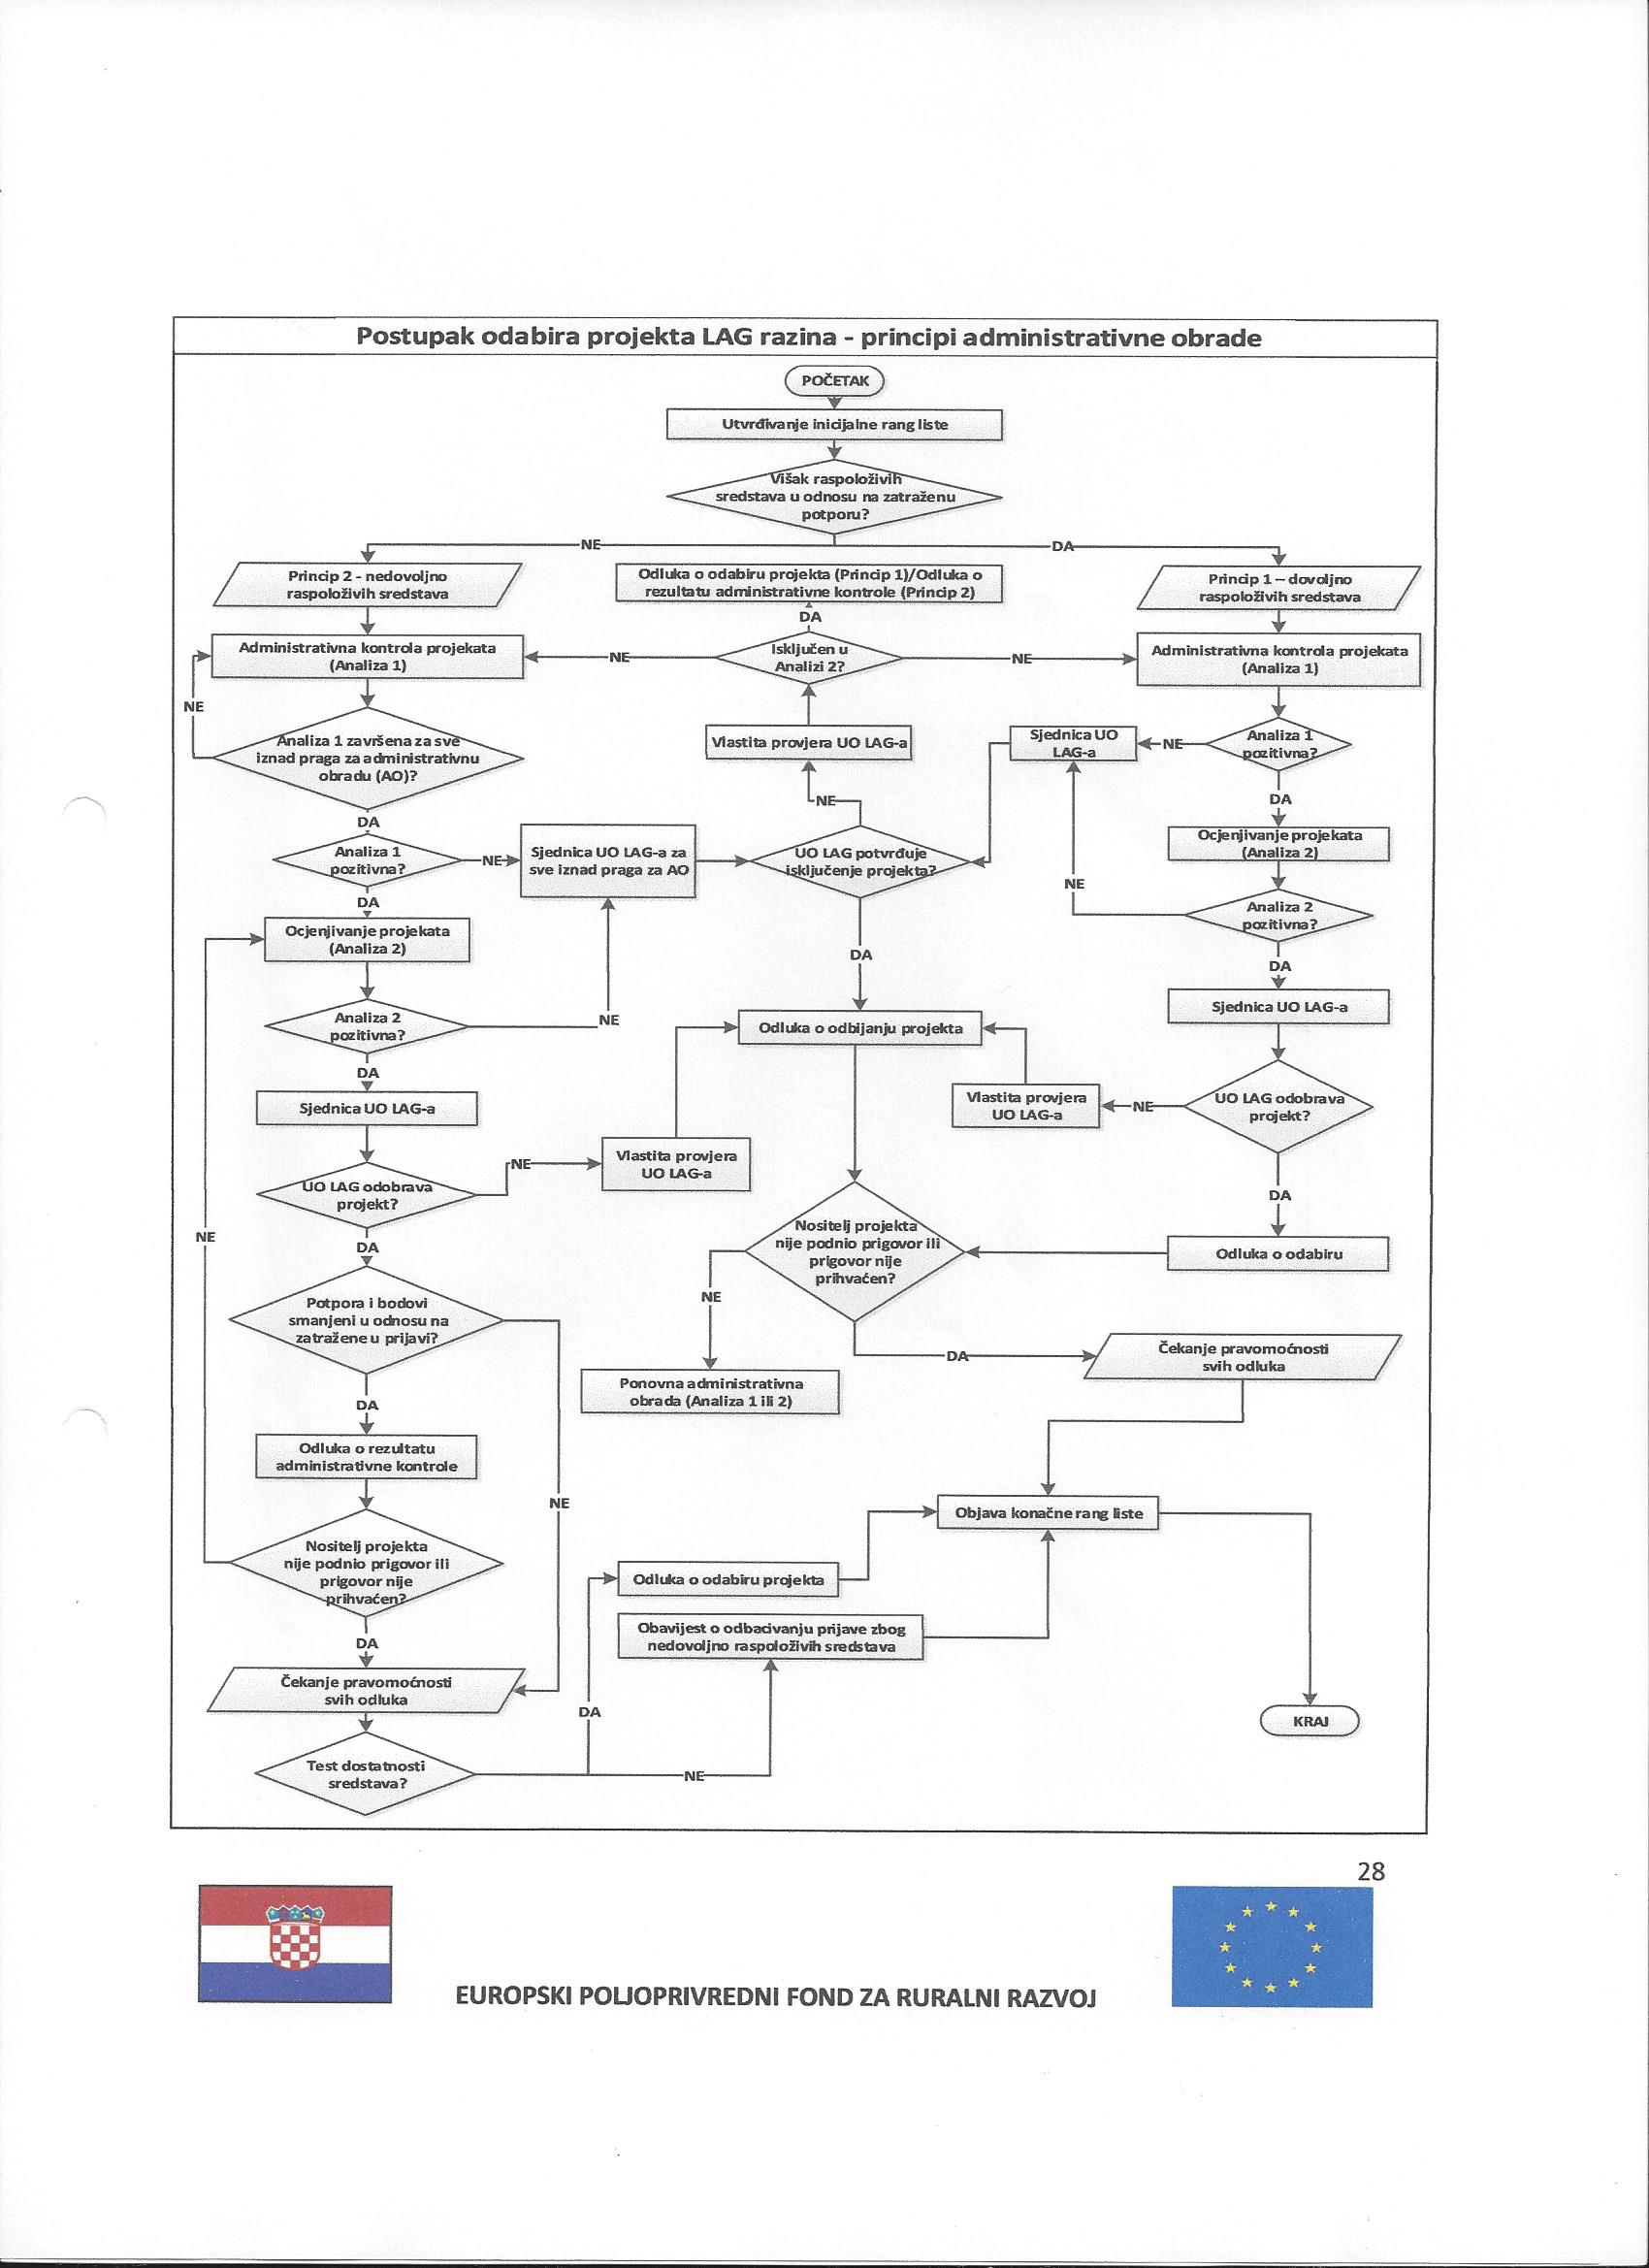 Postupak odabira projekta LAG razina - principi administrativne obrade
POČETAK
Utvrđivanje inicijalne rang liste
Višak raspoloživih
sredstava u odnosu na zatraženu
potporu?
NE
DA
Princip 2 - nedovoljno
raspoloživih sredstava
Odluka o odabiru projekta (Princip 1)/Odluka o
rezultatu administrativne kontrole (Princip 2)
Princip 1 – dovoljno
raspoloživih sredstava
DA
Administrativna kontrola projekata
(Analiza 1)
NE
Isključen u
Analizi 2?
NE
Administrativna kontrola projekata
(Analiza 1)
NE
Analiza 1 završena za sve
iznad praga za administrativnu
obradu (AO)?
Vlastita provjera UO LAG-a
Sjednica UO
LAG-a
NE
Analiza 1
pozitivna?
DA
NE
DA
Analiza 1
pozitivna?
NE
Sjednica UO LAG-a za
sve iznad praga za AO
UO LAG potvrđuje
isključenje projekta?
Ocjenjivanje projekata
(Analiza 2)
DA
NE
Analiza 2
pozitivna?
Ocjenjivanje projekata
(Analiza 2)
DA
DA
Analiza 2
pozitivna?
NE
Odluka o odbijanju projekta
Sjednica UO LAG-a
DA
Sjednica UO LAG-a
Vlastita provjera
UO LAG-a
NE
UO LAG odobrava
projekt?
NE
Vlastita provjera
UO LAG-a
UO LAG odobrava
projekt?
DA
NE
DA
Nositelj projekta
nije podnio prigovor ili
prigovor nije
prihvaćen?
Odluka o odabiru
NE
Potpora i bodovi
smanjeni u odnosu na
zatražene u prijavi?
DA
Čekanje pravomoćnosti
svih odluka
Ponovna administrativna
obrada (Analiza 1 ili 2)
DA
Odluka o rezultatu
administrativne kontrole
NE
Objava konačne rang liste
Nositelj projekta
nije podnio prigovor ili
prigovor nije
prihvaćen?
Odluka o odabiru projekta
Obavijest o odbacivanju prijave zbog
nedovoljno raspoloživih sredstava
DA
Čekanje pravomoćnosti
svih odluka
DA
KRAJ
Test dostatnosti
sredstava?
NE
28
EUROPSKI POLJOPRIVREDNI FOND ZA RURALNI RAZVOJ